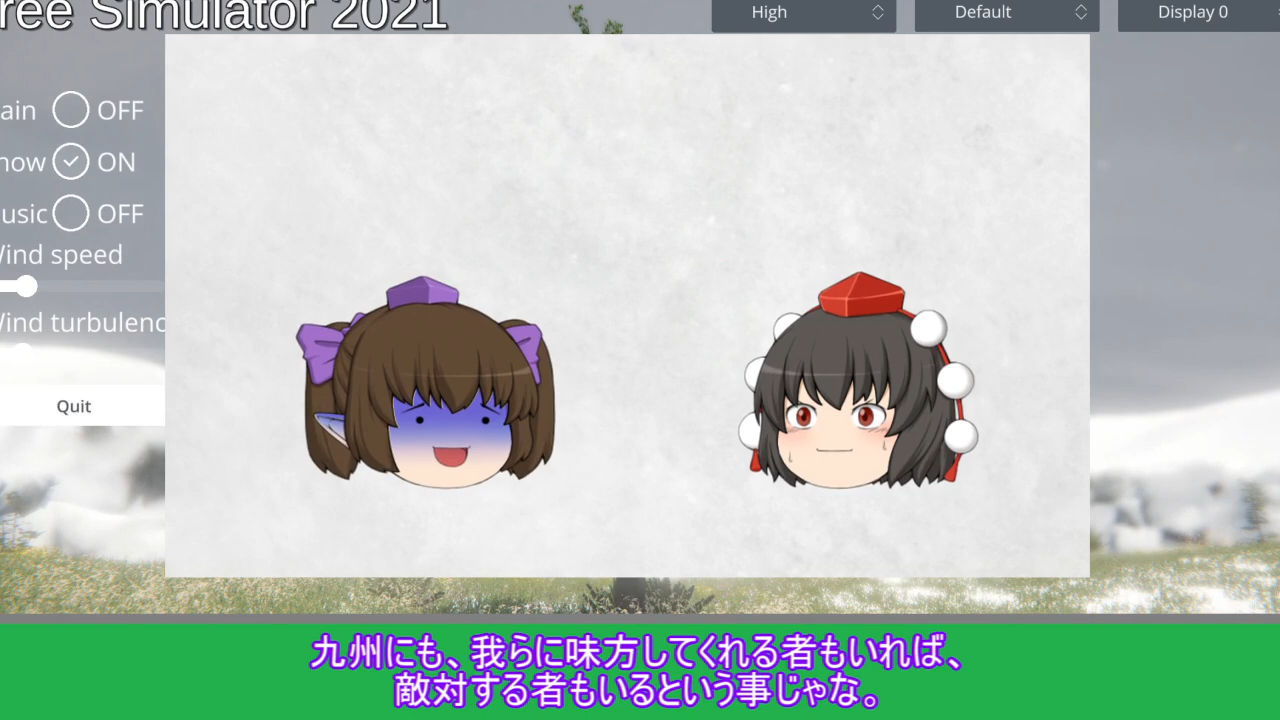 ree Simulator 2021
High
Default
Display 0
ain OFF
now ON
usic OFF
Wind speed
Wind turbulenc
Quit
九州にも、我らに味方してくれる者もいれば、
敵対する者もいるという事じゃな。